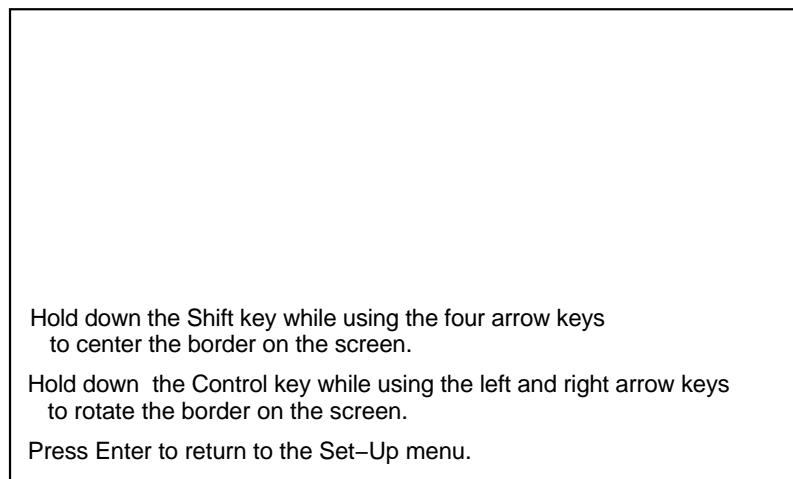 Hold down the Shift key while using the four arrow keys
to center the border on the screen.
Hold down the Control key while using the left and right arrow keys
to rotate the border on the screen.
Press Enter to return to the Set−Up menu.